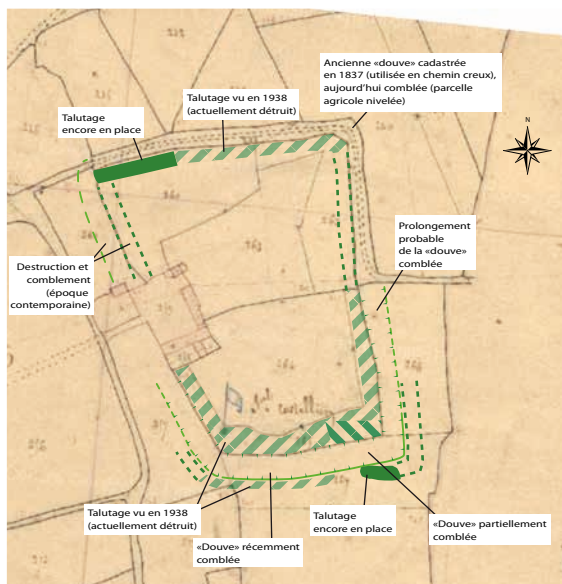 Ancienne «douve» cadastrée
en 1837 (utilisée en chemin creux),
aujourd'hui comblée (parcelle
agricole nivelée)
Talutage vu en 1938
(actuellement détruit)
Talutage
encore en place
N
Prolongement
probable
de la «douve»
comblée
Destruction et
comblement
(époque
contemporaine)
Talutage vu en 1938
(actuellement détruit)
Talutage
encore en place
«Douve» partiellement
comblée
«Douve» récemment
comblée